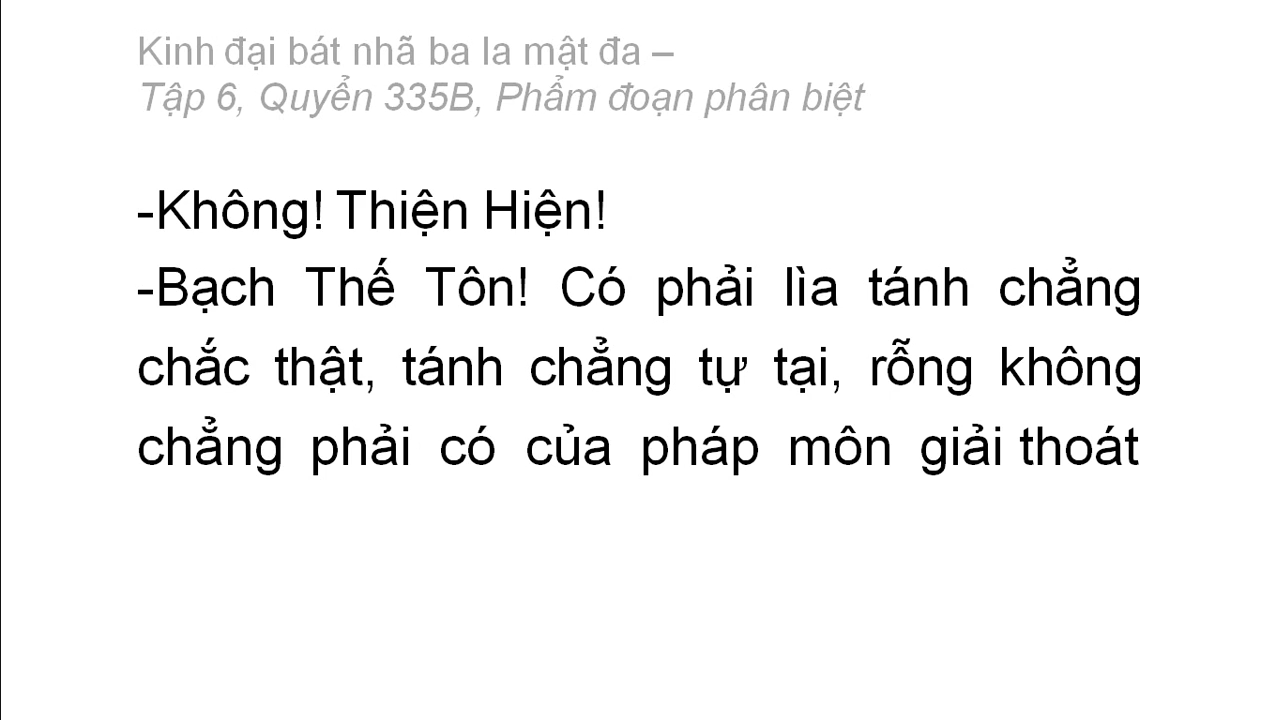 Kinh đại bát nhã ba la mật đa –
Tập 6, Quyển 335B, Phẩm đoạn phân biệt
-Không! Thiện Hiện!
-Bạch Thế Tôn! Có phải lìa tánh chẳng
chắc thật, tánh chẳng tự tại, rỗng không
chẳng phải có của pháp môn giải thoát